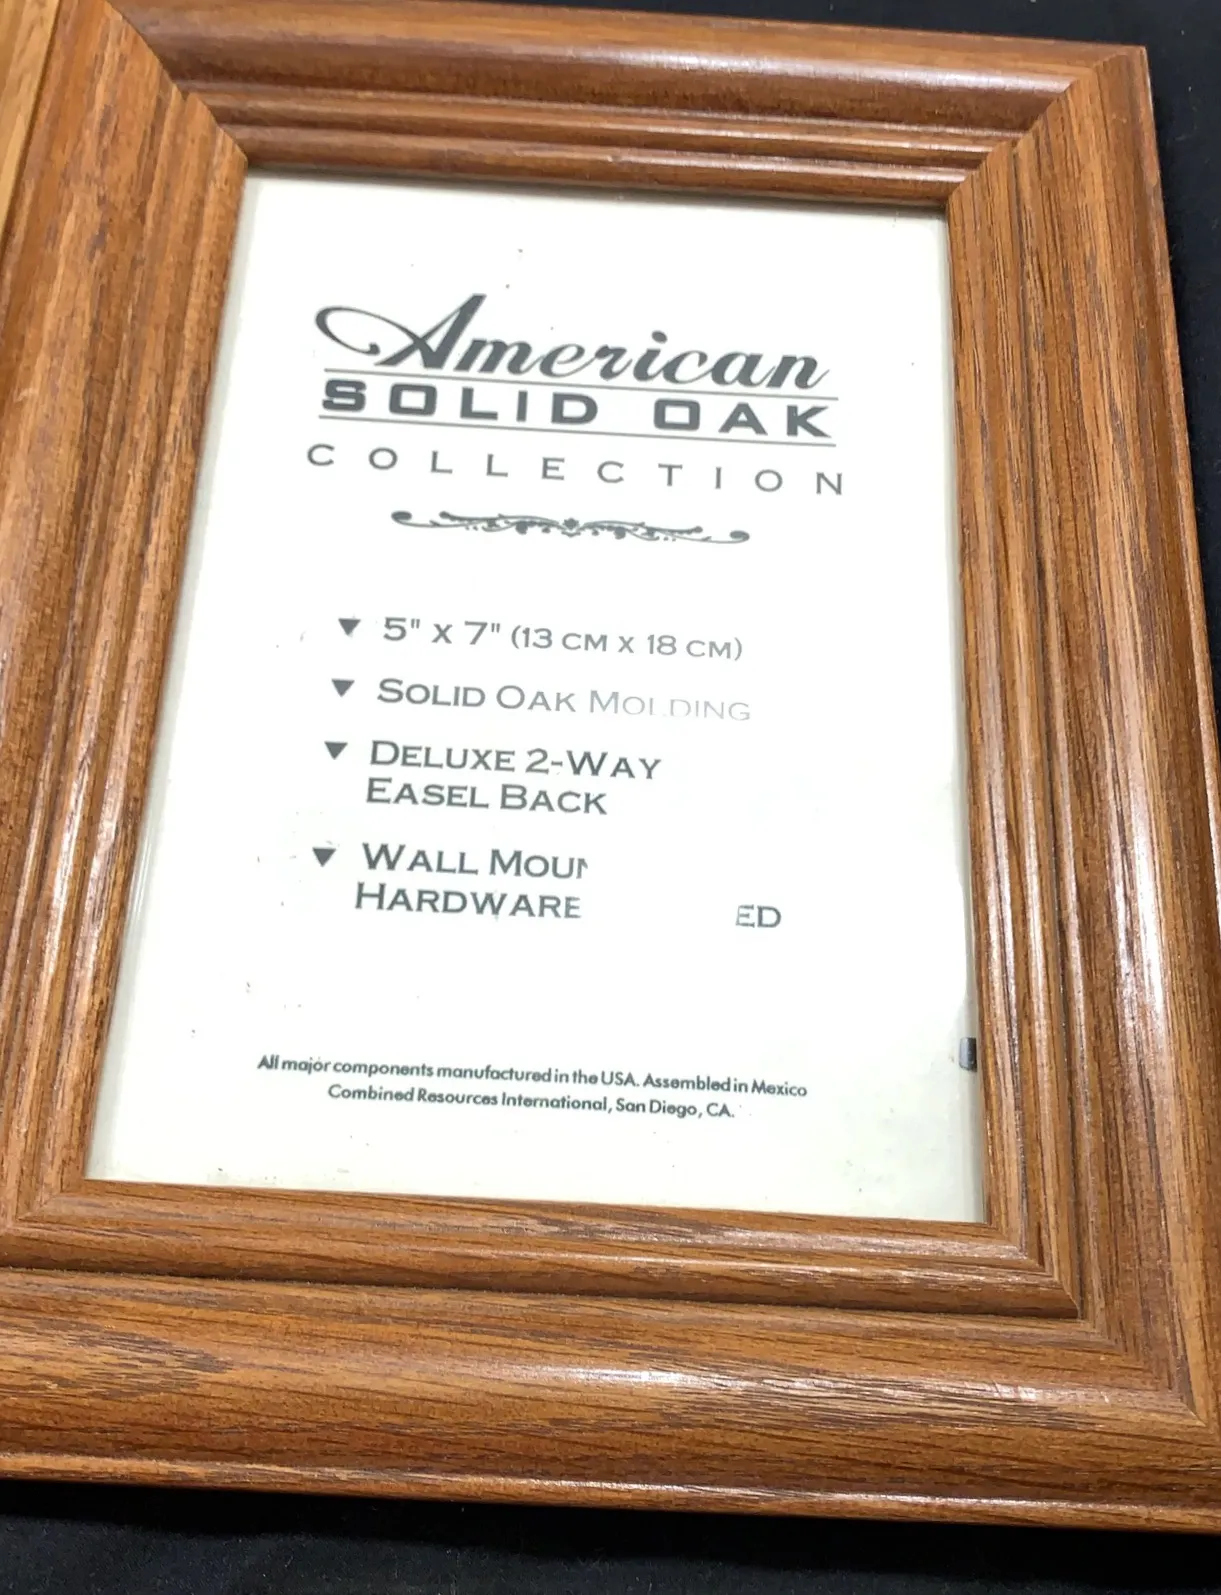 American
SOLID OAK
COLLECTION
▼ 5" X 7" (13 CM X 18 CM)
▼ SOLID OAK MOLDING
▼ DELUXE 2-WAY
EASEL BACK
▼ WALL
HARDWARE
All major components manufactured in the USA. Assembled in Mexico
Combined Resources International, San Diego, CA.